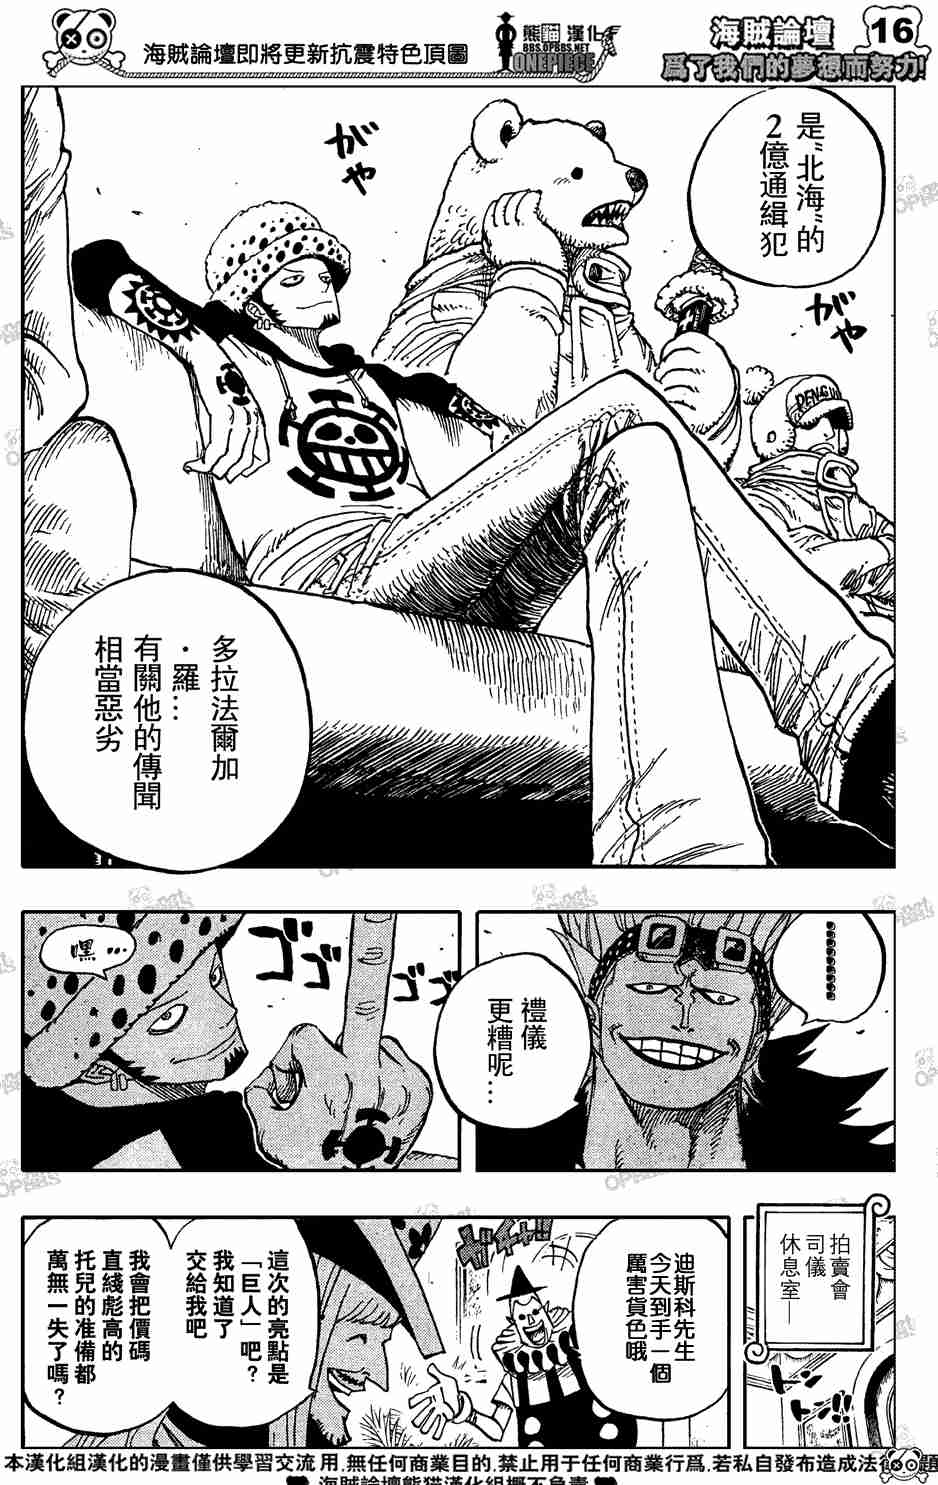 海賊論壇即將更新抗震特色頂圖
熊貓漢化
BBS.OPBBS.NET
ONEPIECE
海賊論壇
16
爲了我們的夢想而努力!
是“北海”的
2億通緝犯
がや
がや
PENGUIN
多拉法爾加
·羅…
有關他的傳聞
相當惡劣
…………
禮儀
更糟呢…
嘿…
ゴゴゴ
ゴゴ
拍賣會
司儀
休息室—
迪斯科先生
今天到手一個
厲害貨色哦
ガチャ!!
這次的亮點是
「巨人」吧?
我知道了
交給我吧
我會把價碼
直綫彪高的
托兒的准備都
萬無一失了嗎?
本漢化組漢化的漫畫僅供學習交流用,無任何商業目的,禁止用于任何商業行爲,若私自發布造成法律問題
海賊論壇熊猫漢化組概不負責